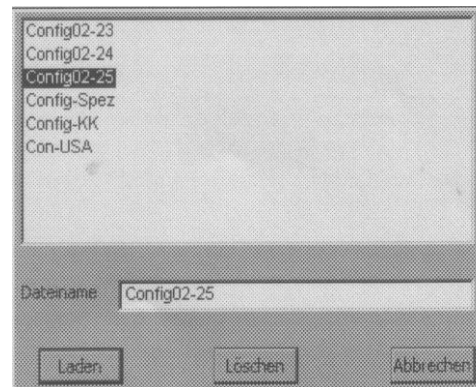 Config02-23
Config02-24
Config02-25
Config-Spez
Config-KK
Con-USA
Dateiname Config02-25
Laden Löschen Abbrechen